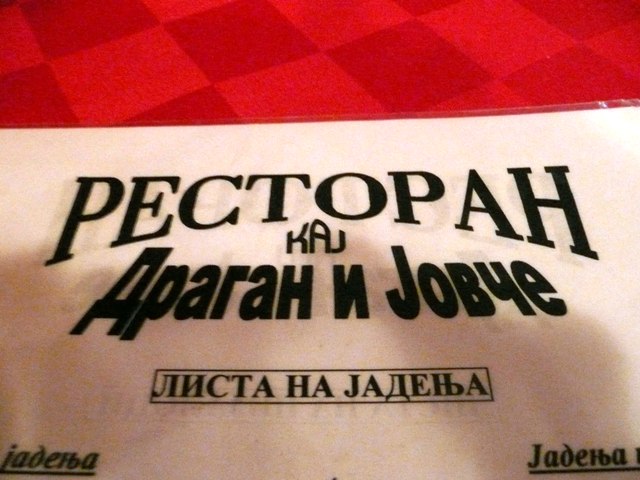 РЕСТОРАН
КАЈ
Драган и Јовче
ЛИСТА НА ЈАДЕЊА
јадења
Јадења